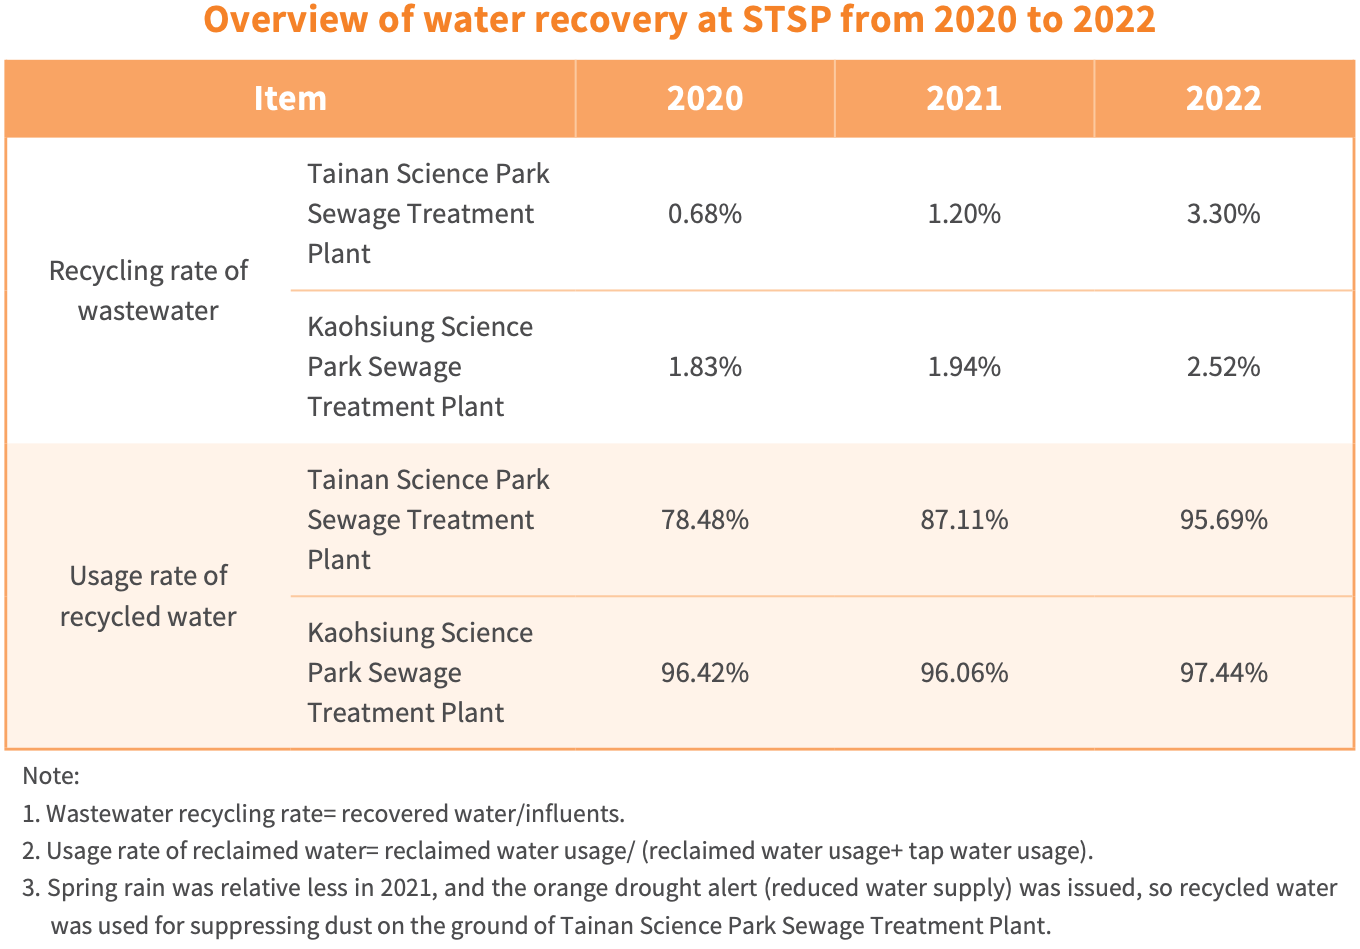 Overview of water recovery at STSP from 2020 to 2022
Item 2020 2021 2022
Recycling rate of
wastewater
Tainan Science Park
Sewage Treatment
Plant
0.68% 1.20% 3.30%
Kaohsiung Science
Park Sewage
Treatment Plant
1.83% 1.94% 2.52%
Usage rate of
recycled water
Tainan Science Park
Sewage Treatment
Plant
78.48% 87.11% 95.69%
Kaohsiung Science
Park Sewage
Treatment Plant
96.42% 96.06% 97.44%
Note:
1. Wastewater recycling rate= recovered water/influents.
2. Usage rate of reclaimed water= reclaimed water usage/ (reclaimed water usage+ tap water usage).
3. Spring rain was relative less in 2021, and the orange drought alert (reduced water supply) was issued, so recycled water
was used for suppressing dust on the ground of Tainan Science Park Sewage Treatment Plant.